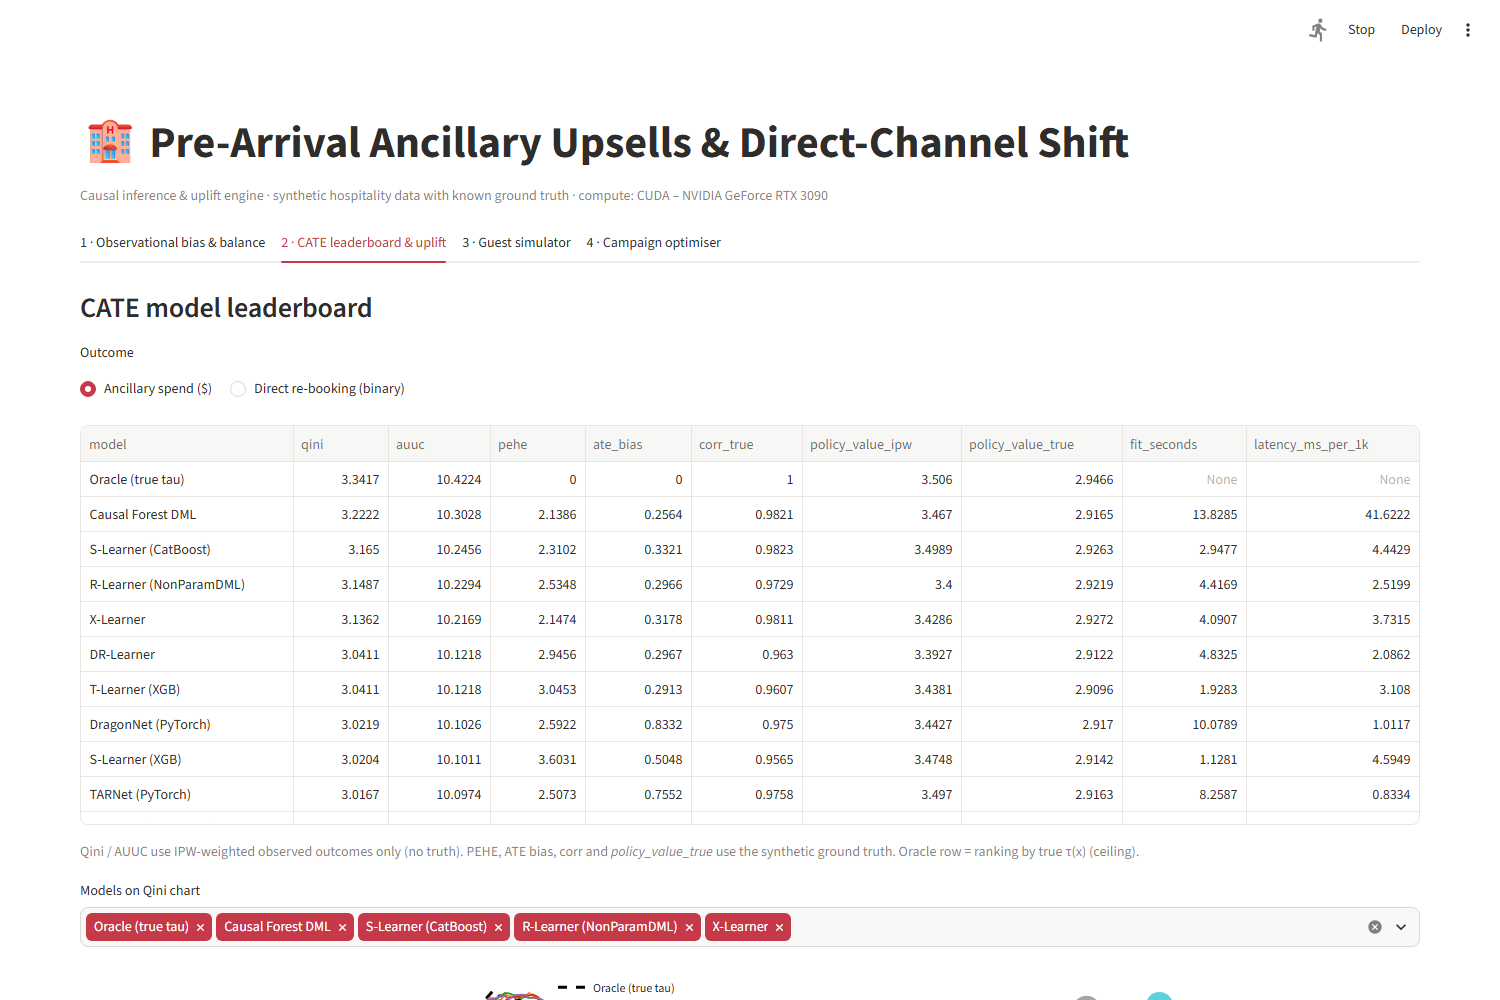 Stop Deploy
Pre-Arrival Ancillary Upsells & Direct-Channel Shift
Causal inference & uplift engine · synthetic hospitality data with known ground truth · compute: CUDA – NVIDIA GeForce RTX 3090
1 · Observational bias & balance 2 · CATE leaderboard & uplift 3 · Guest simulator 4 · Campaign optimiser
CATE model leaderboard
Outcome
Ancillary spend ($) Direct re-booking (binary)
model qini auuc pehe ate_bias corr_true policy_value_ipw policy_value_true fit_seconds latency_ms_per_1k
Oracle (true tau) 3.3417 10.4224 0 0 1 3.506 2.9466 None None
Causal Forest DML 3.2222 10.3028 2.1386 0.2564 0.9821 3.467 2.9165 13.8285 41.6222
S-Learner (CatBoost) 3.165 10.2456 2.3102 0.3321 0.9823 3.4989 2.9263 2.9477 4.4429
R-Learner (NonParamDML) 3.1487 10.2294 2.5348 0.2966 0.9729 3.4 2.9219 4.4169 2.5199
X-Learner 3.1362 10.2169 2.1474 0.3178 0.9811 3.4286 2.9272 4.0907 3.7315
DR-Learner 3.0411 10.1218 2.9456 0.2967 0.963 3.3927 2.9122 4.8325 2.0862
T-Learner (XGB) 3.0411 10.1218 3.0453 0.2913 0.9607 3.4381 2.9096 1.9283 3.108
DragonNet (PyTorch) 3.0219 10.1026 2.5922 0.8332 0.975 3.4427 2.917 10.0789 1.0117
S-Learner (XGB) 3.0204 10.1011 3.6031 0.5048 0.9565 3.4748 2.9142 1.1281 4.5949
TARNet (PyTorch) 3.0167 10.0974 2.5073 0.7552 0.9758 3.497 2.9163 8.2587 0.8334
Qini / AUUC use IPW-weighted observed outcomes only (no truth). PEHE, ATE bias, corr and policy_value_true use the synthetic ground truth. Oracle row = ranking by true τ(x) (ceiling).
Models on Qini chart
Oracle (true tau) Causal Forest DML S-Learner (CatBoost) R-Learner (NonParamDML) X-Learner
Oracle (true tau)